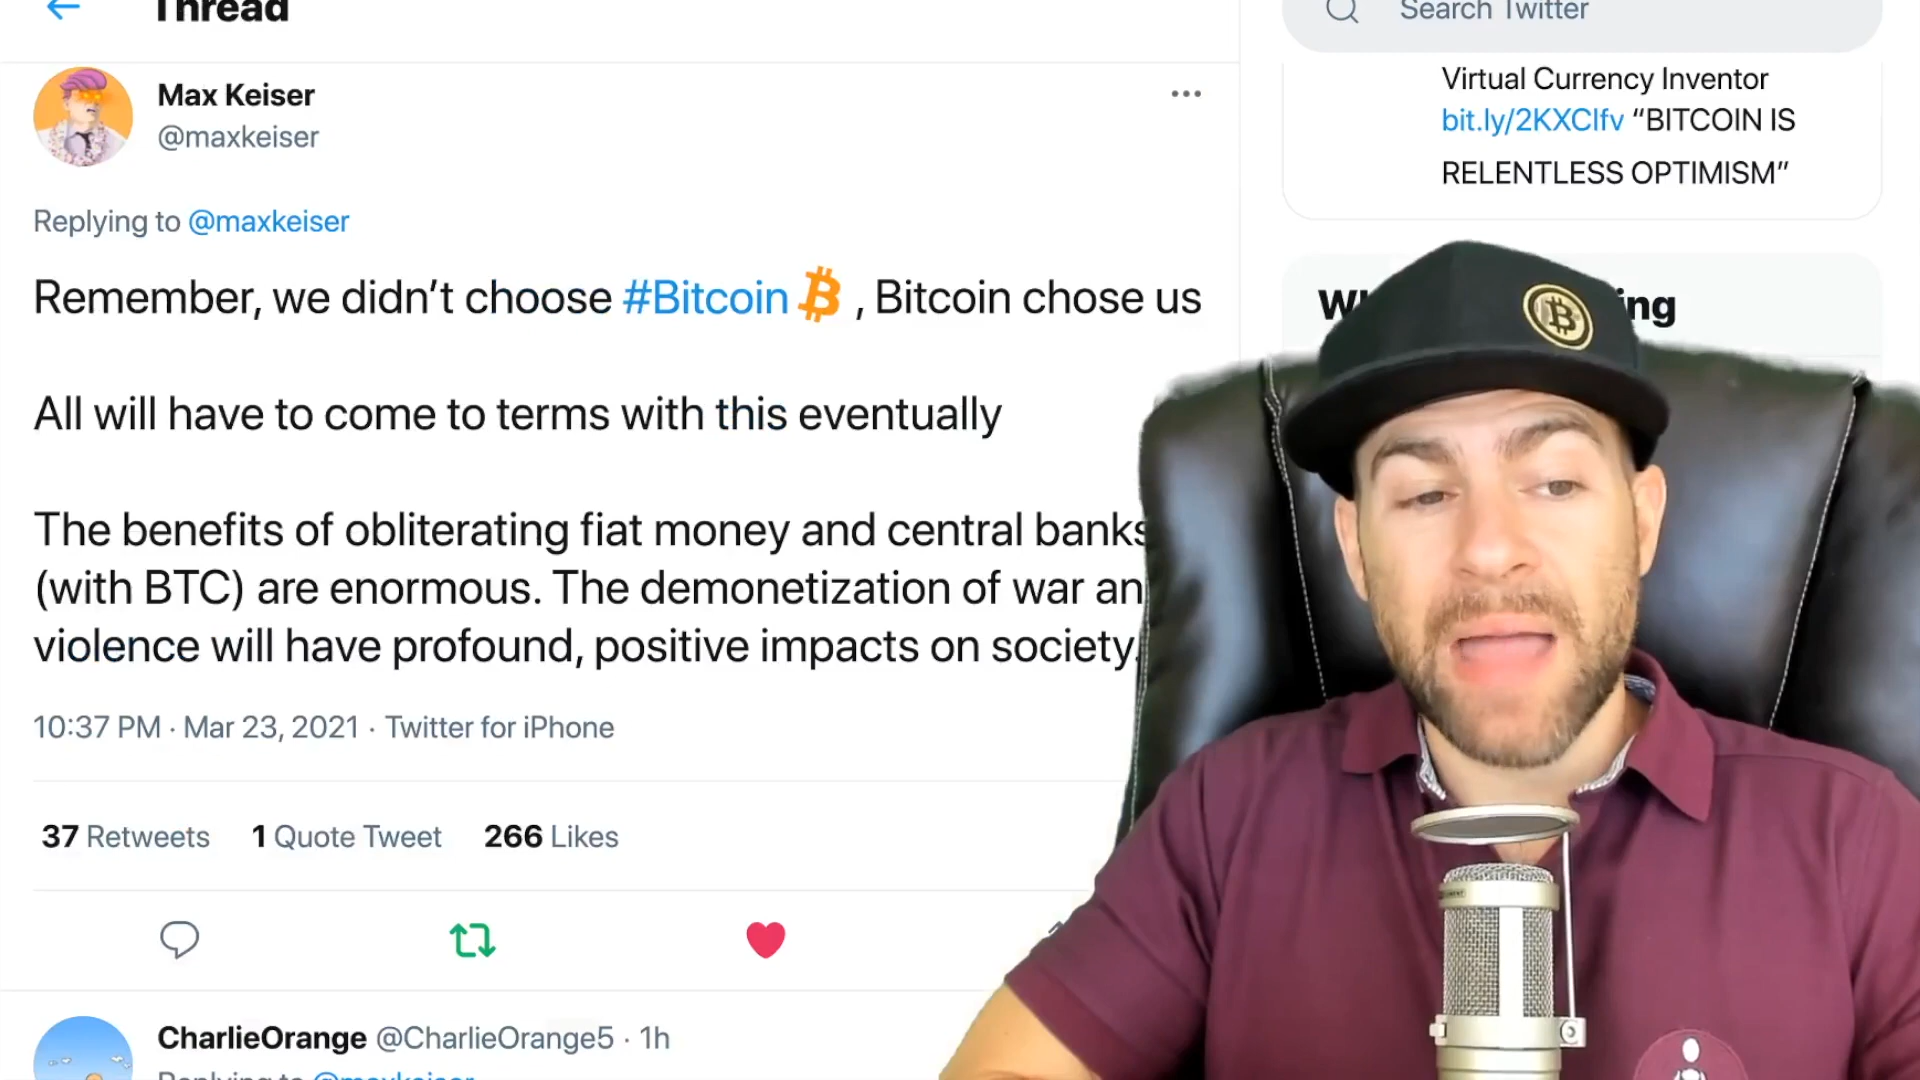 Thread
Search Twitter
Max Keiser
@maxkeiser
Replying to @maxkeiser
Remember, we didn’t choose #Bitcoin , Bitcoin chose us
All will have to come to terms with this eventually
The benefits of obliterating fiat money and central banks
(with BTC) are enormous. The demonetization of war an
violence will have profound, positive impacts on society.
10:37 PM · Mar 23, 2021 · Twitter for iPhone
37 Retweets 1 Quote Tweet 266 Likes
CharlieOrange @CharlieOrange5 · 1h
Replying to @maxkeiser
Virtual Currency Inventor
bit.ly/2KXClfv “BITCOIN IS
RELENTLESS OPTIMISM”